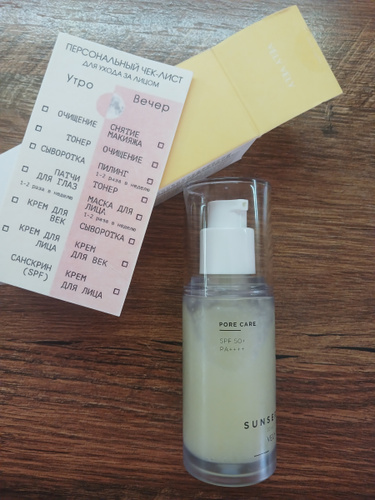 ПЕРСОНАЛЬНЫЙ ЧЕК-ЛИСТ
ДЛЯ УХОДА ЗА ЛИЦОМ
Утро
ОЧИЩЕНИЕ
ТОНЕР
СЫВОРОТКА
ПАТЧИ
ДЛЯ ГЛАЗ
1-2 раза в неделю
КРЕМ ДЛЯ
ВЕК
КРЕМ ДЛЯ
ЛИЦА
САНСКРИН
(SPF)
Вечер
СНЯТИЕ
МАКИЯЖА
ОЧИЩЕНИЕ
ПИЛИНГ
1-2 раза в неделю
ТОНЕР
МАСКА ДЛЯ
ЛИЦА
1-2 раза в неделю
СЫВОРОТКА
КРЕМ
ДЛЯ ВЕК
КРЕМ
ДЛЯ ЛИЦА
PORE CARE
SPF 50+
PA++++